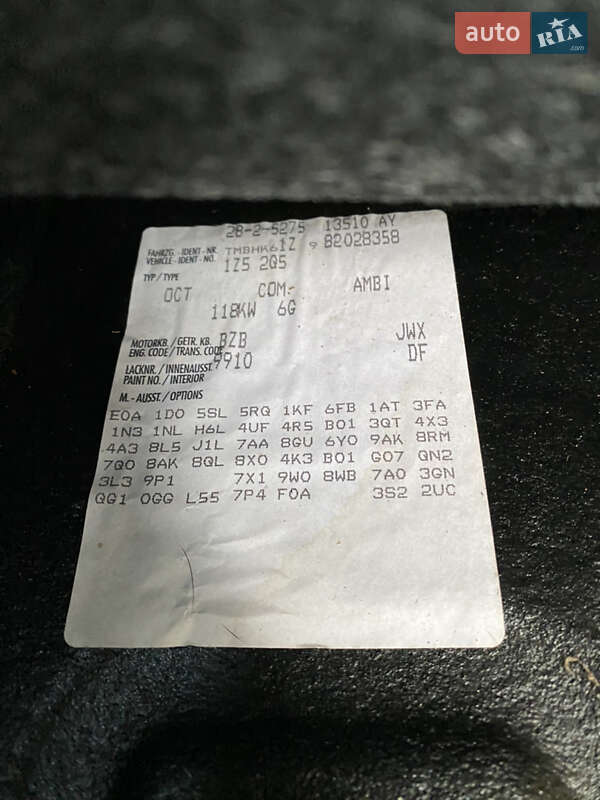 auto RIA .com
28-2-5275 13510 AY
FAHRZG. - IDENT - NR. TMBHK61Z 9 B2028358
VEHICLE - IDENT - NO.
TYP / TYPE 1Z5 2Q5
OCT COM- AMBI
118KW 6G
MOTORKB. / GETR. KB. BZB JWX
ENG. CODE / TRANS. CODE
LACKNR. / INNENAUSST. 9910 DF
PAINT NO. / INTERIOR
M. - AUSST. / OPTIONS
E0A 1D0 5SL 5RQ 1KF 6FB 1AT 3FA
1N3 1NL H6L 4UF 4R5 B01 3QT 4X3
4A3 8L5 J1L 7AA 8GU 6Y0 9AK 8RM
7Q0 8AK 8QL 8X0 4K3 B01 G07 QN2
3L3 9P1 7X1 9W0 8WB 7A0 3GN
QG1 0GG L55 7P4 F0A 3S2 2UC